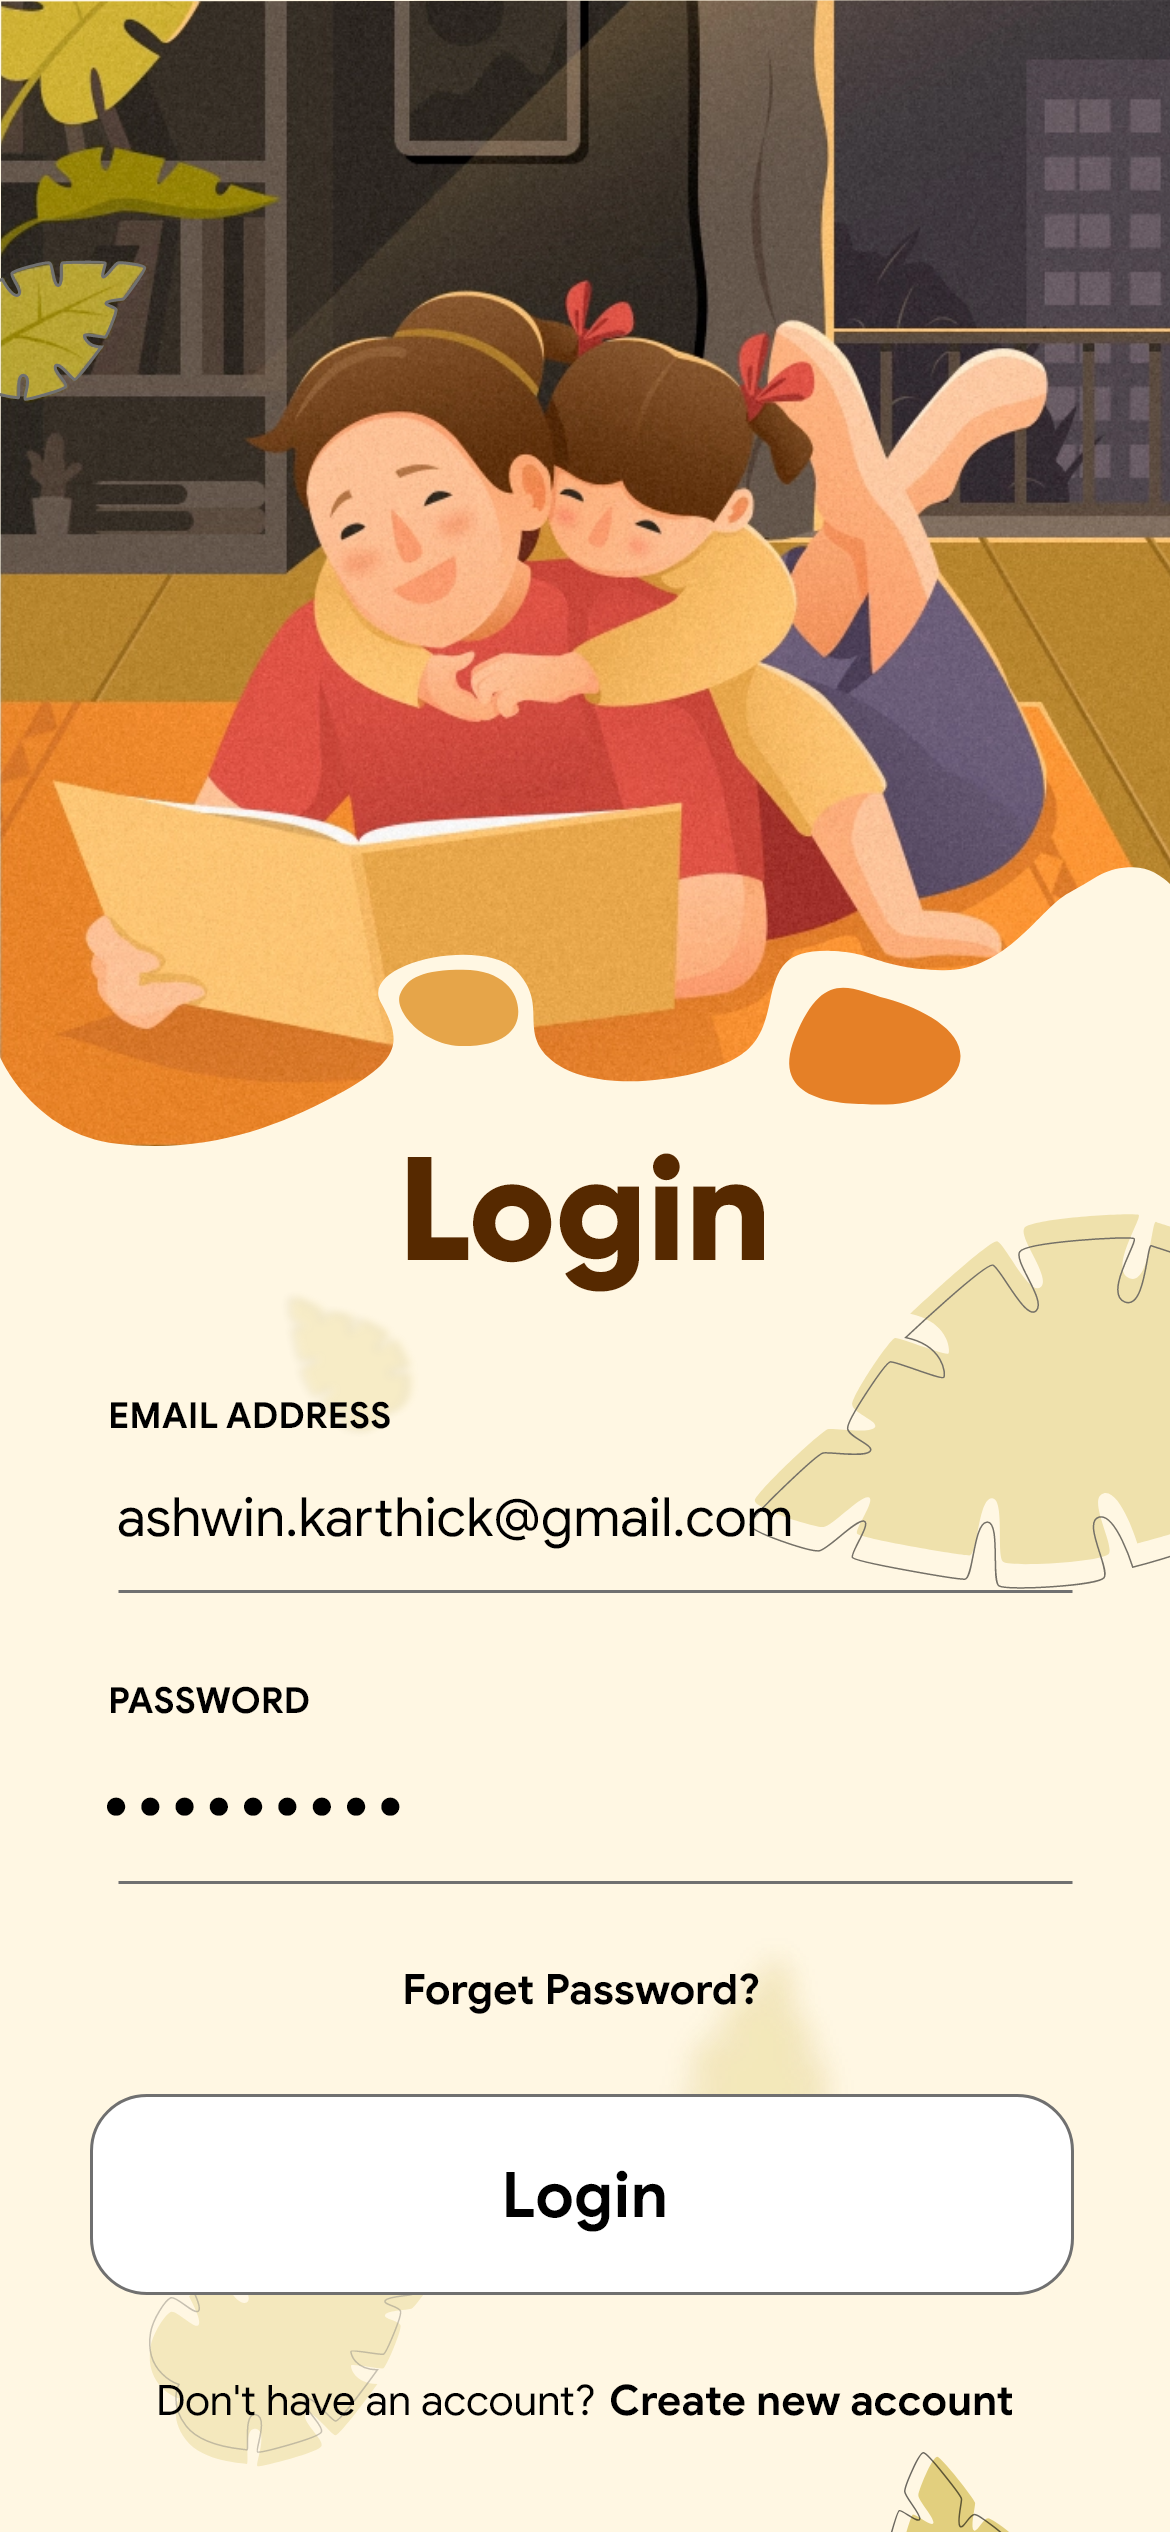 Login
EMAIL ADDRESS
ashwin.karthick@gmail.com
PASSWORD
•••••••••
Forget Password?
Login
Don't have an account? Create new account